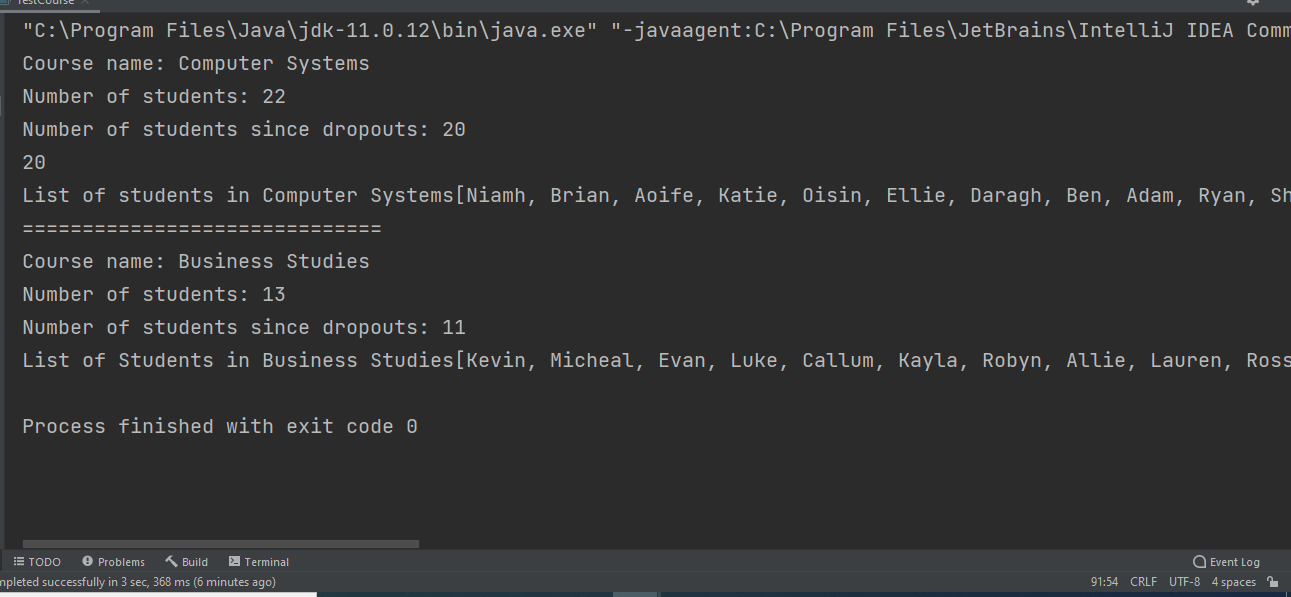 TestCourse
"C:\Program Files\Java\jdk-11.0.12\bin\java.exe" "-javaagent:C:\Program Files\JetBrains\IntelliJ IDEA Comm
Course name: Computer Systems
Number of students: 22
Number of students since dropouts: 20
20
List of students in Computer Systems[Niamh, Brian, Aoife, Katie, Oisin, Ellie, Daragh, Ben, Adam, Ryan, Sh
==============================
Course name: Business Studies
Number of students: 13
Number of students since dropouts: 11
List of Students in Business Studies[Kevin, Micheal, Evan, Luke, Callum, Kayla, Robyn, Allie, Lauren, Ross
Process finished with exit code 0
TODO Problems Build Terminal Event Log
mpleted successfully in 3 sec, 368 ms (6 minutes ago) 91:54 CRLF UTF-8 4 spaces